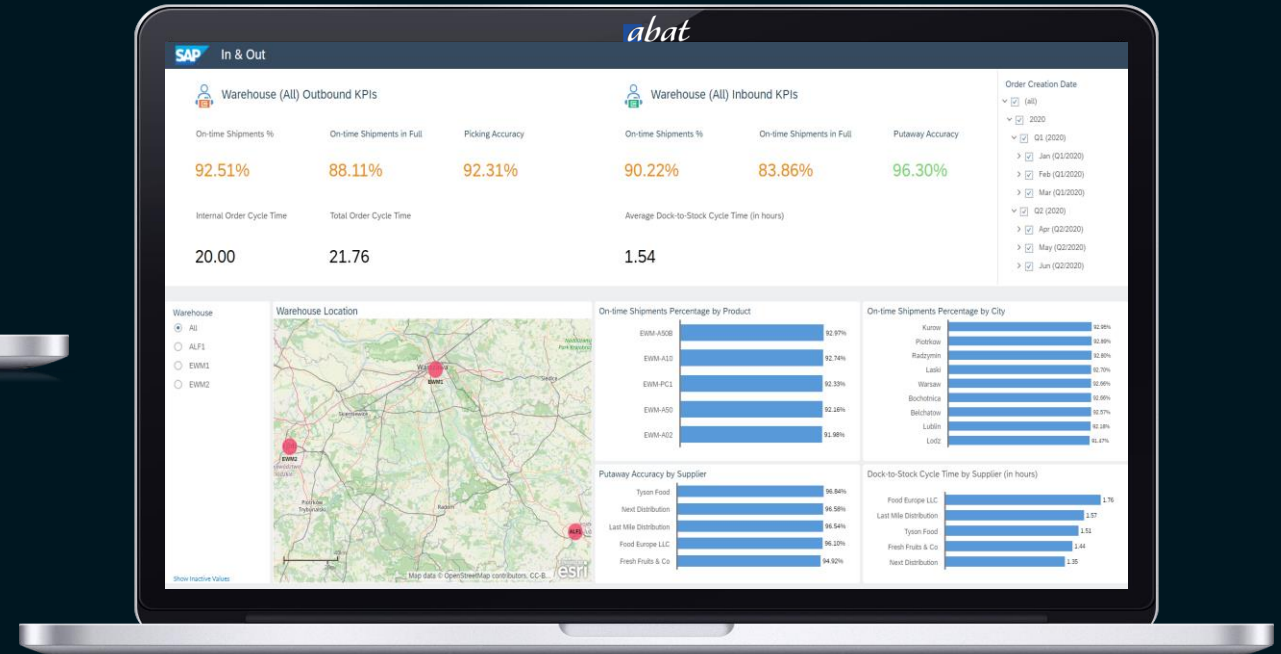 abat
SAP In & Out
Warehouse (All) Outbound KPIs
On-time Shipments %
On-time Shipments in Full
Picking Accuracy
92.51%
88.11%
92.31%
Internal Order Cycle Time
Total Order Cycle Time
20.00
21.76
Warehouse (All) Inbound KPIs
On-time Shipments %
On-time Shipments in Full
Putaway Accuracy
90.22%
83.86%
96.30%
Average Dock-to-Stock Cycle Time (in hours)
1.54
Order Creation Date
(all)
2020
Q1 (2020)
Jan (Q1/2020)
Feb (Q1/2020)
Mar (Q1/2020)
Q2 (2020)
Apr (Q2/2020)
May (Q2/2020)
Jun (Q2/2020)
Warehouse
All
ALF1
EWM1
EWM2
Show Inactive Values
Warehouse Location
EWM1
EWM2
Radom
ALF1
Map data © OpenStreetMap contributors, CC-B...
esri
On-time Shipments Percentage by Product
EWM-A50B 92.97%
EWM-A10 92.74%
EWM-PC1 92.33%
EWM-A50 92.16%
EWM-A02 91.98%
On-time Shipments Percentage by City
Kurow 92.95%
Piotrkow
Radzymin
Laski 92.70%
Warsaw
Bochotnica
Belchatow 92.57%
Lublin 92.18%
Lodz
Putaway Accuracy by Supplier
Tyson Food 96.84%
Next Distribution 96.58%
Last Mile Distribution 96.54%
Food Europe LLC 96.10%
Fresh Fruits & Co 94.92%
Dock-to-Stock Cycle Time by Supplier (in hours)
Food Europe LLC 1.76
Last Mile Distribution 1.57
Tyson Food 1.51
Fresh Fruits & Co 1.44
Next Distribution 1.35